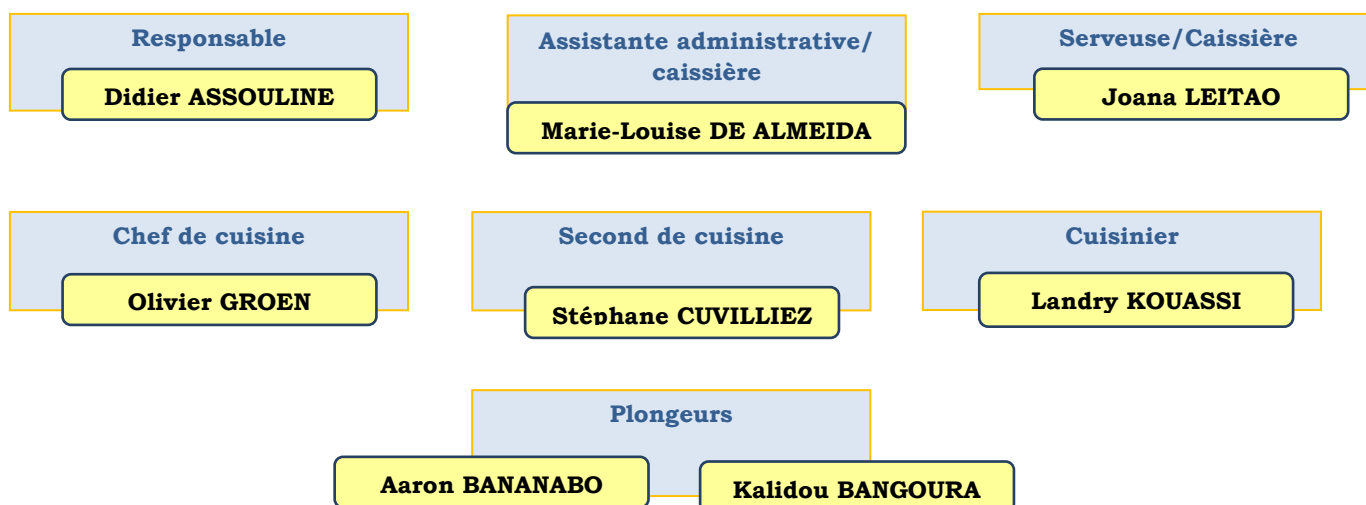 Responsable
Didier ASSOULINE
Assistante administrative/
caissière
Marie-Louise DE ALMEIDA
Serveuse/Caissière
Joana LEITAO
Chef de cuisine
Olivier GROEN
Second de cuisine
Stéphane CUVILLIEZ
Cuisinier
Landry KOUASSI
Plongeurs
Aaron BANANABO
Kalidou BANGOURA